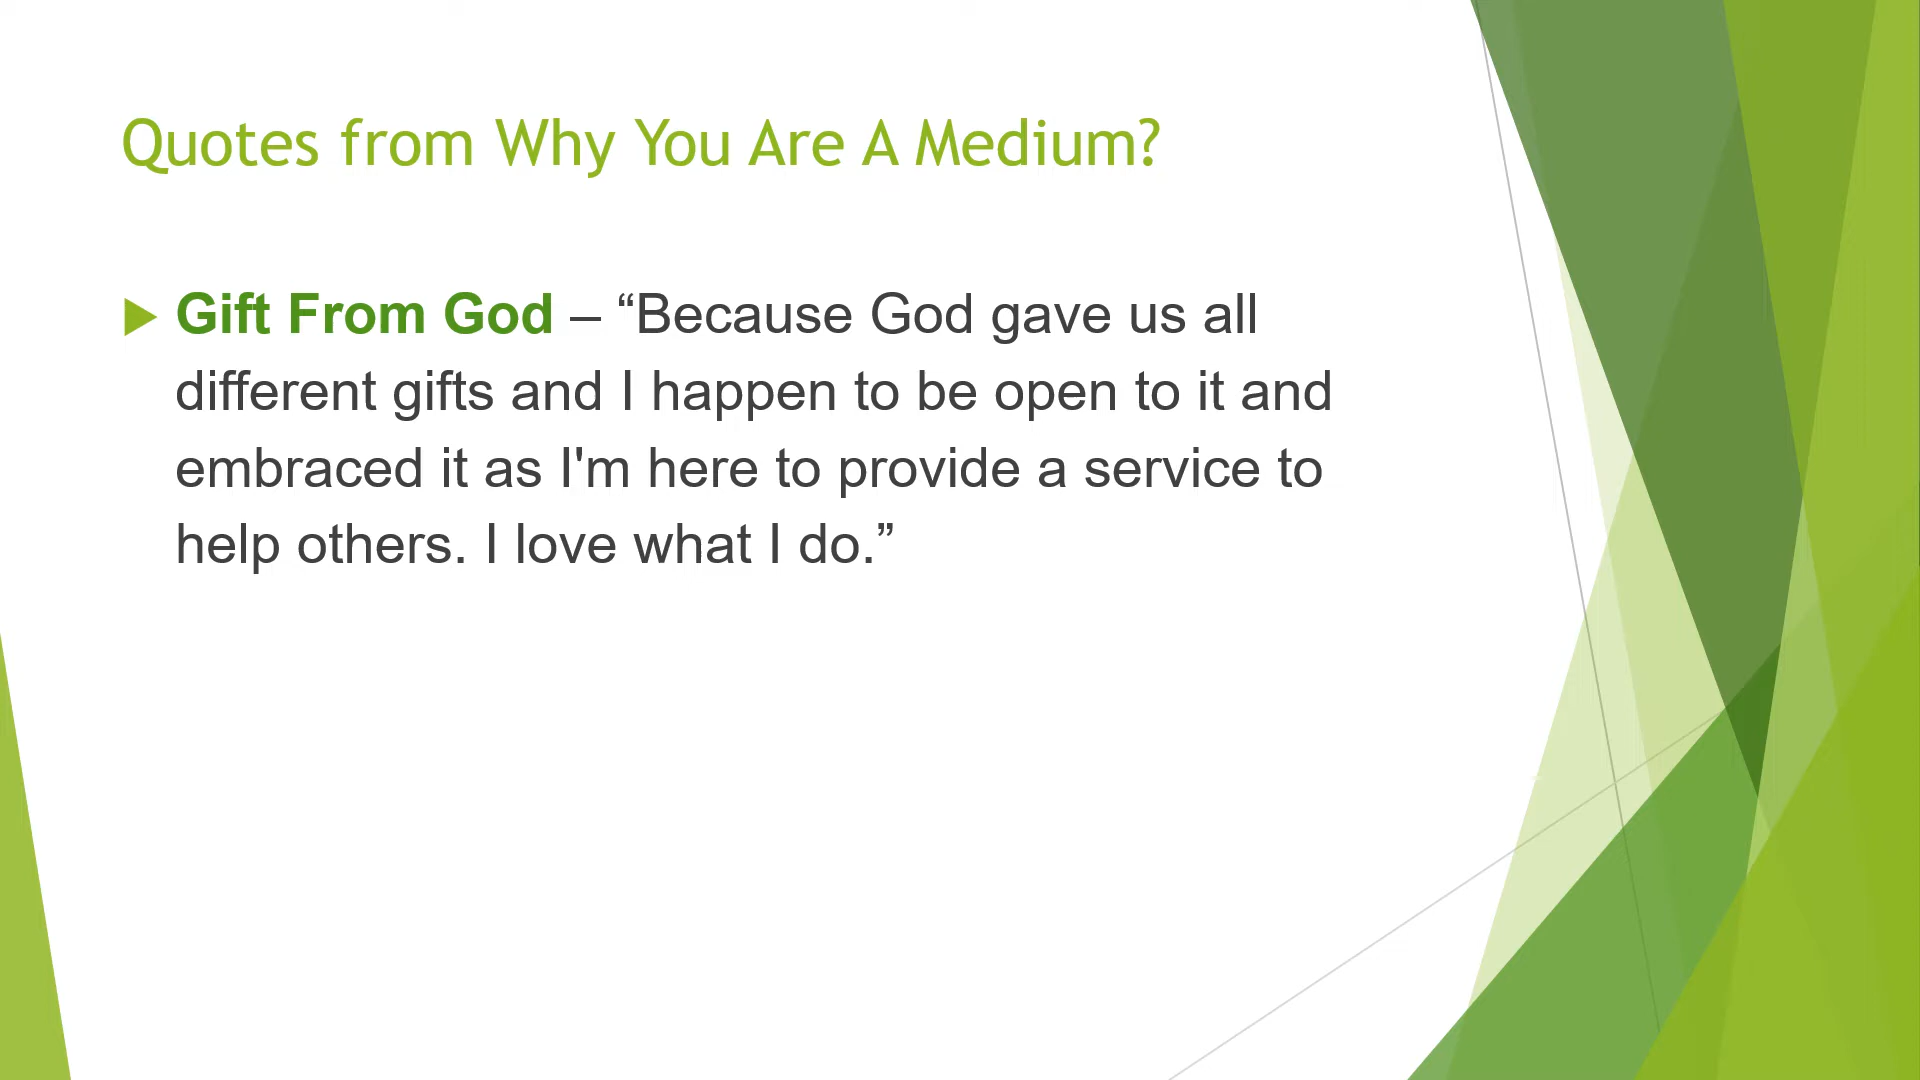 Quotes from Why You Are A Medium?
Gift From God – “Because God gave us all
different gifts and I happen to be open to it and
embraced it as I'm here to provide a service to
help others. I love what I do.”